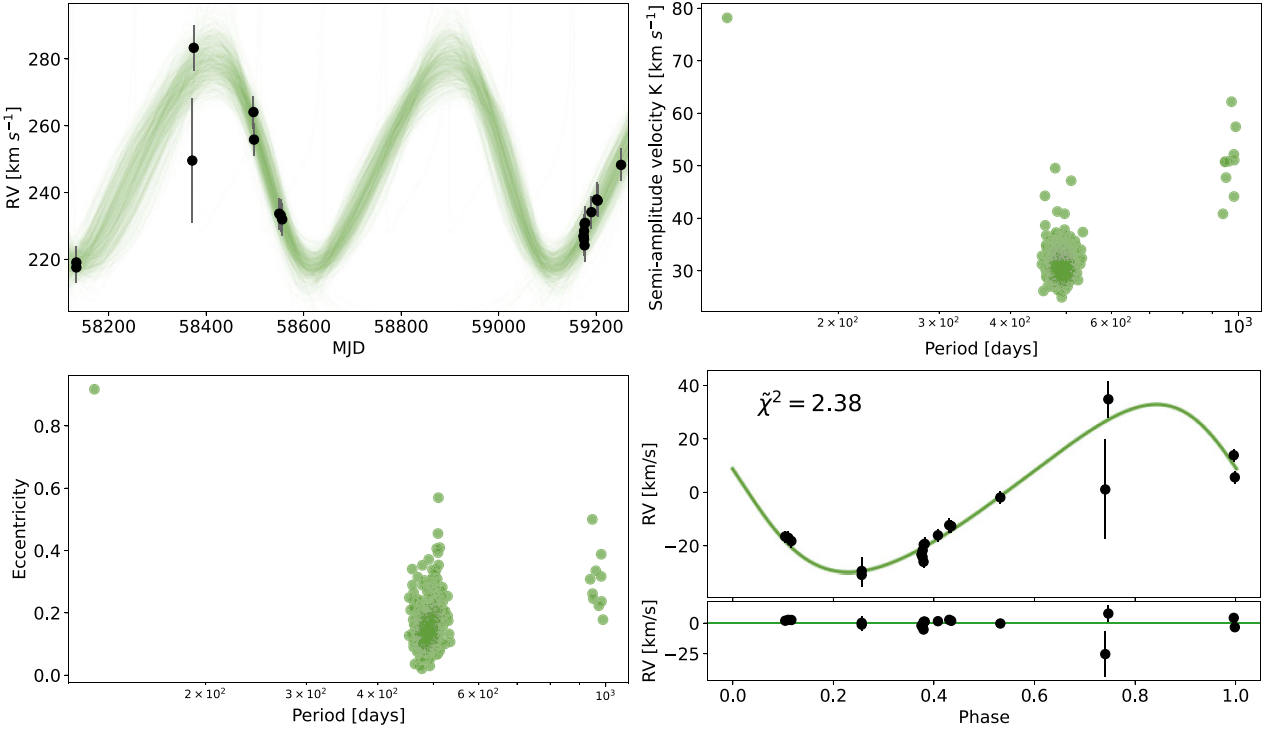 280
260
240
220
RV [km s⁻¹]
58200 58400 58600 58800 59000 59200
MJD
80
70
60
50
40
30
Semi-amplitude velocity K [km s⁻¹]
2 × 10² 3 × 10² 4 × 10² 6 × 10² 10³
Period [days]
0.8
0.6
0.4
0.2
0.0
Eccentricity
2 × 10² 3 × 10² 4 × 10² 6 × 10² 10³
Period [days]
χ̃² = 2.38
40
20
0
−20
RV [km/s]
0
−25
RV [km/s]
0.0 0.2 0.4 0.6 0.8 1.0
Phase